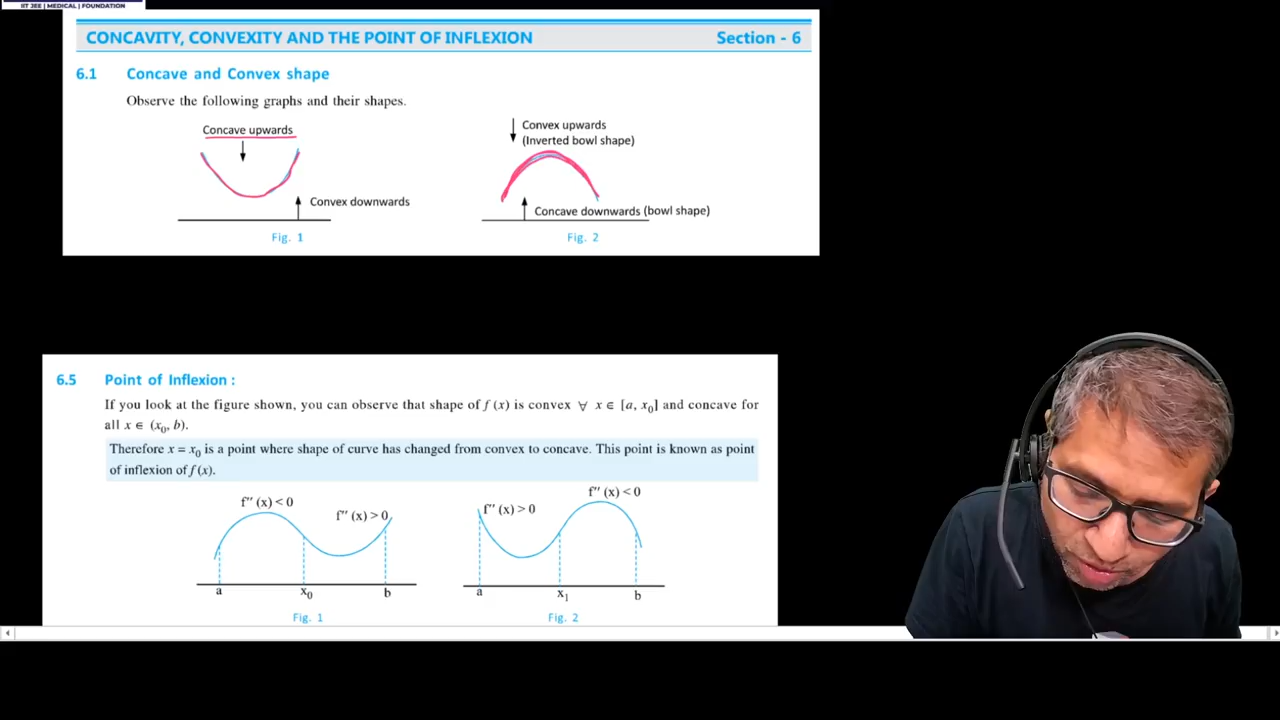 IIT JEE | MEDICAL | FOUNDATION
CONCAVITY, CONVEXITY AND THE POINT OF INFLEXION Section - 6
6.1 Concave and Convex shape
Observe the following graphs and their shapes.
Concave upwards
Convex downwards
Fig. 1
Convex upwards
(Inverted bowl shape)
Concave downwards (bowl shape)
Fig. 2
6.5 Point of Inflexion :
If you look at the figure shown, you can observe that shape of f (x) is convex ∀ x ∈ [a, x₀] and concave for
all x ∈ (x₀, b).
Therefore x = x₀ is a point where shape of curve has changed from convex to concave. This point is known as point
of inflexion of f (x).
f'' (x) < 0
f'' (x) > 0
a x₀ b
Fig. 1
f'' (x) > 0
f'' (x) < 0
a x₁ b
Fig. 2